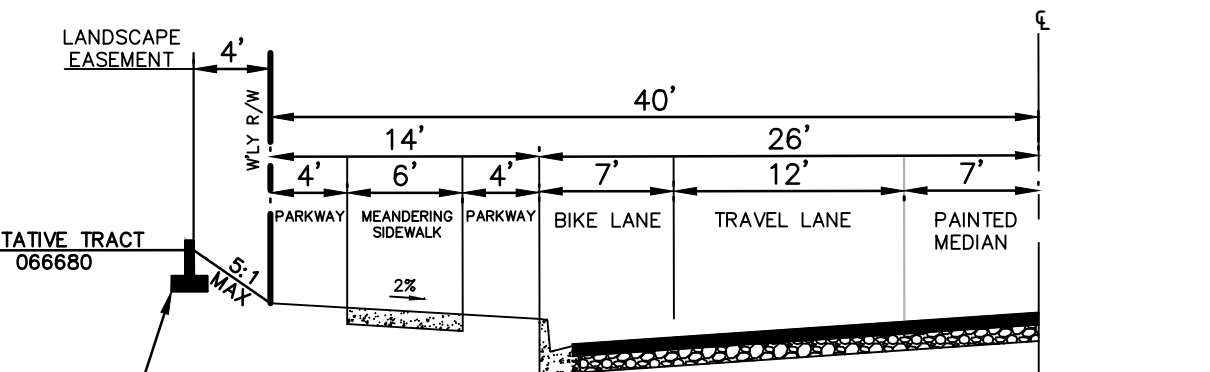 ℄
LANDSCAPE
EASEMENT
4'
W'LY R/W
40'
14'
26'
4'
6'
4'
7'
12'
7'
PARKWAY
MEANDERING
SIDEWALK
PARKWAY
BIKE LANE
TRAVEL LANE
PAINTED
MEDIAN
TATIVE TRACT
066680
5:1
MAX
2%